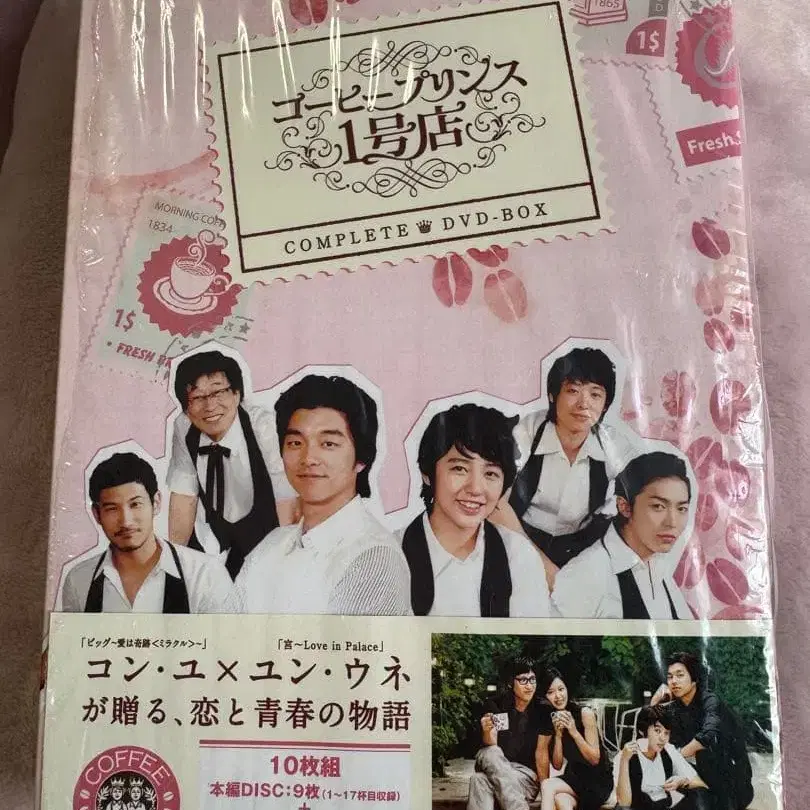 1865
1$
Fresh
コーヒープリンス
1号店
COMPLETE DVD-BOX
MORNING COFF
1834
1$
FRESH BR
「ビッグ~愛は奇跡<ミラクル>~」
「宮~Love in Palace」
コン・ユ×ユン・ウネ
が贈る、恋と青春の物語
10枚組
本編DISC:9枚(1~17杯目収録)
+
COFFEE